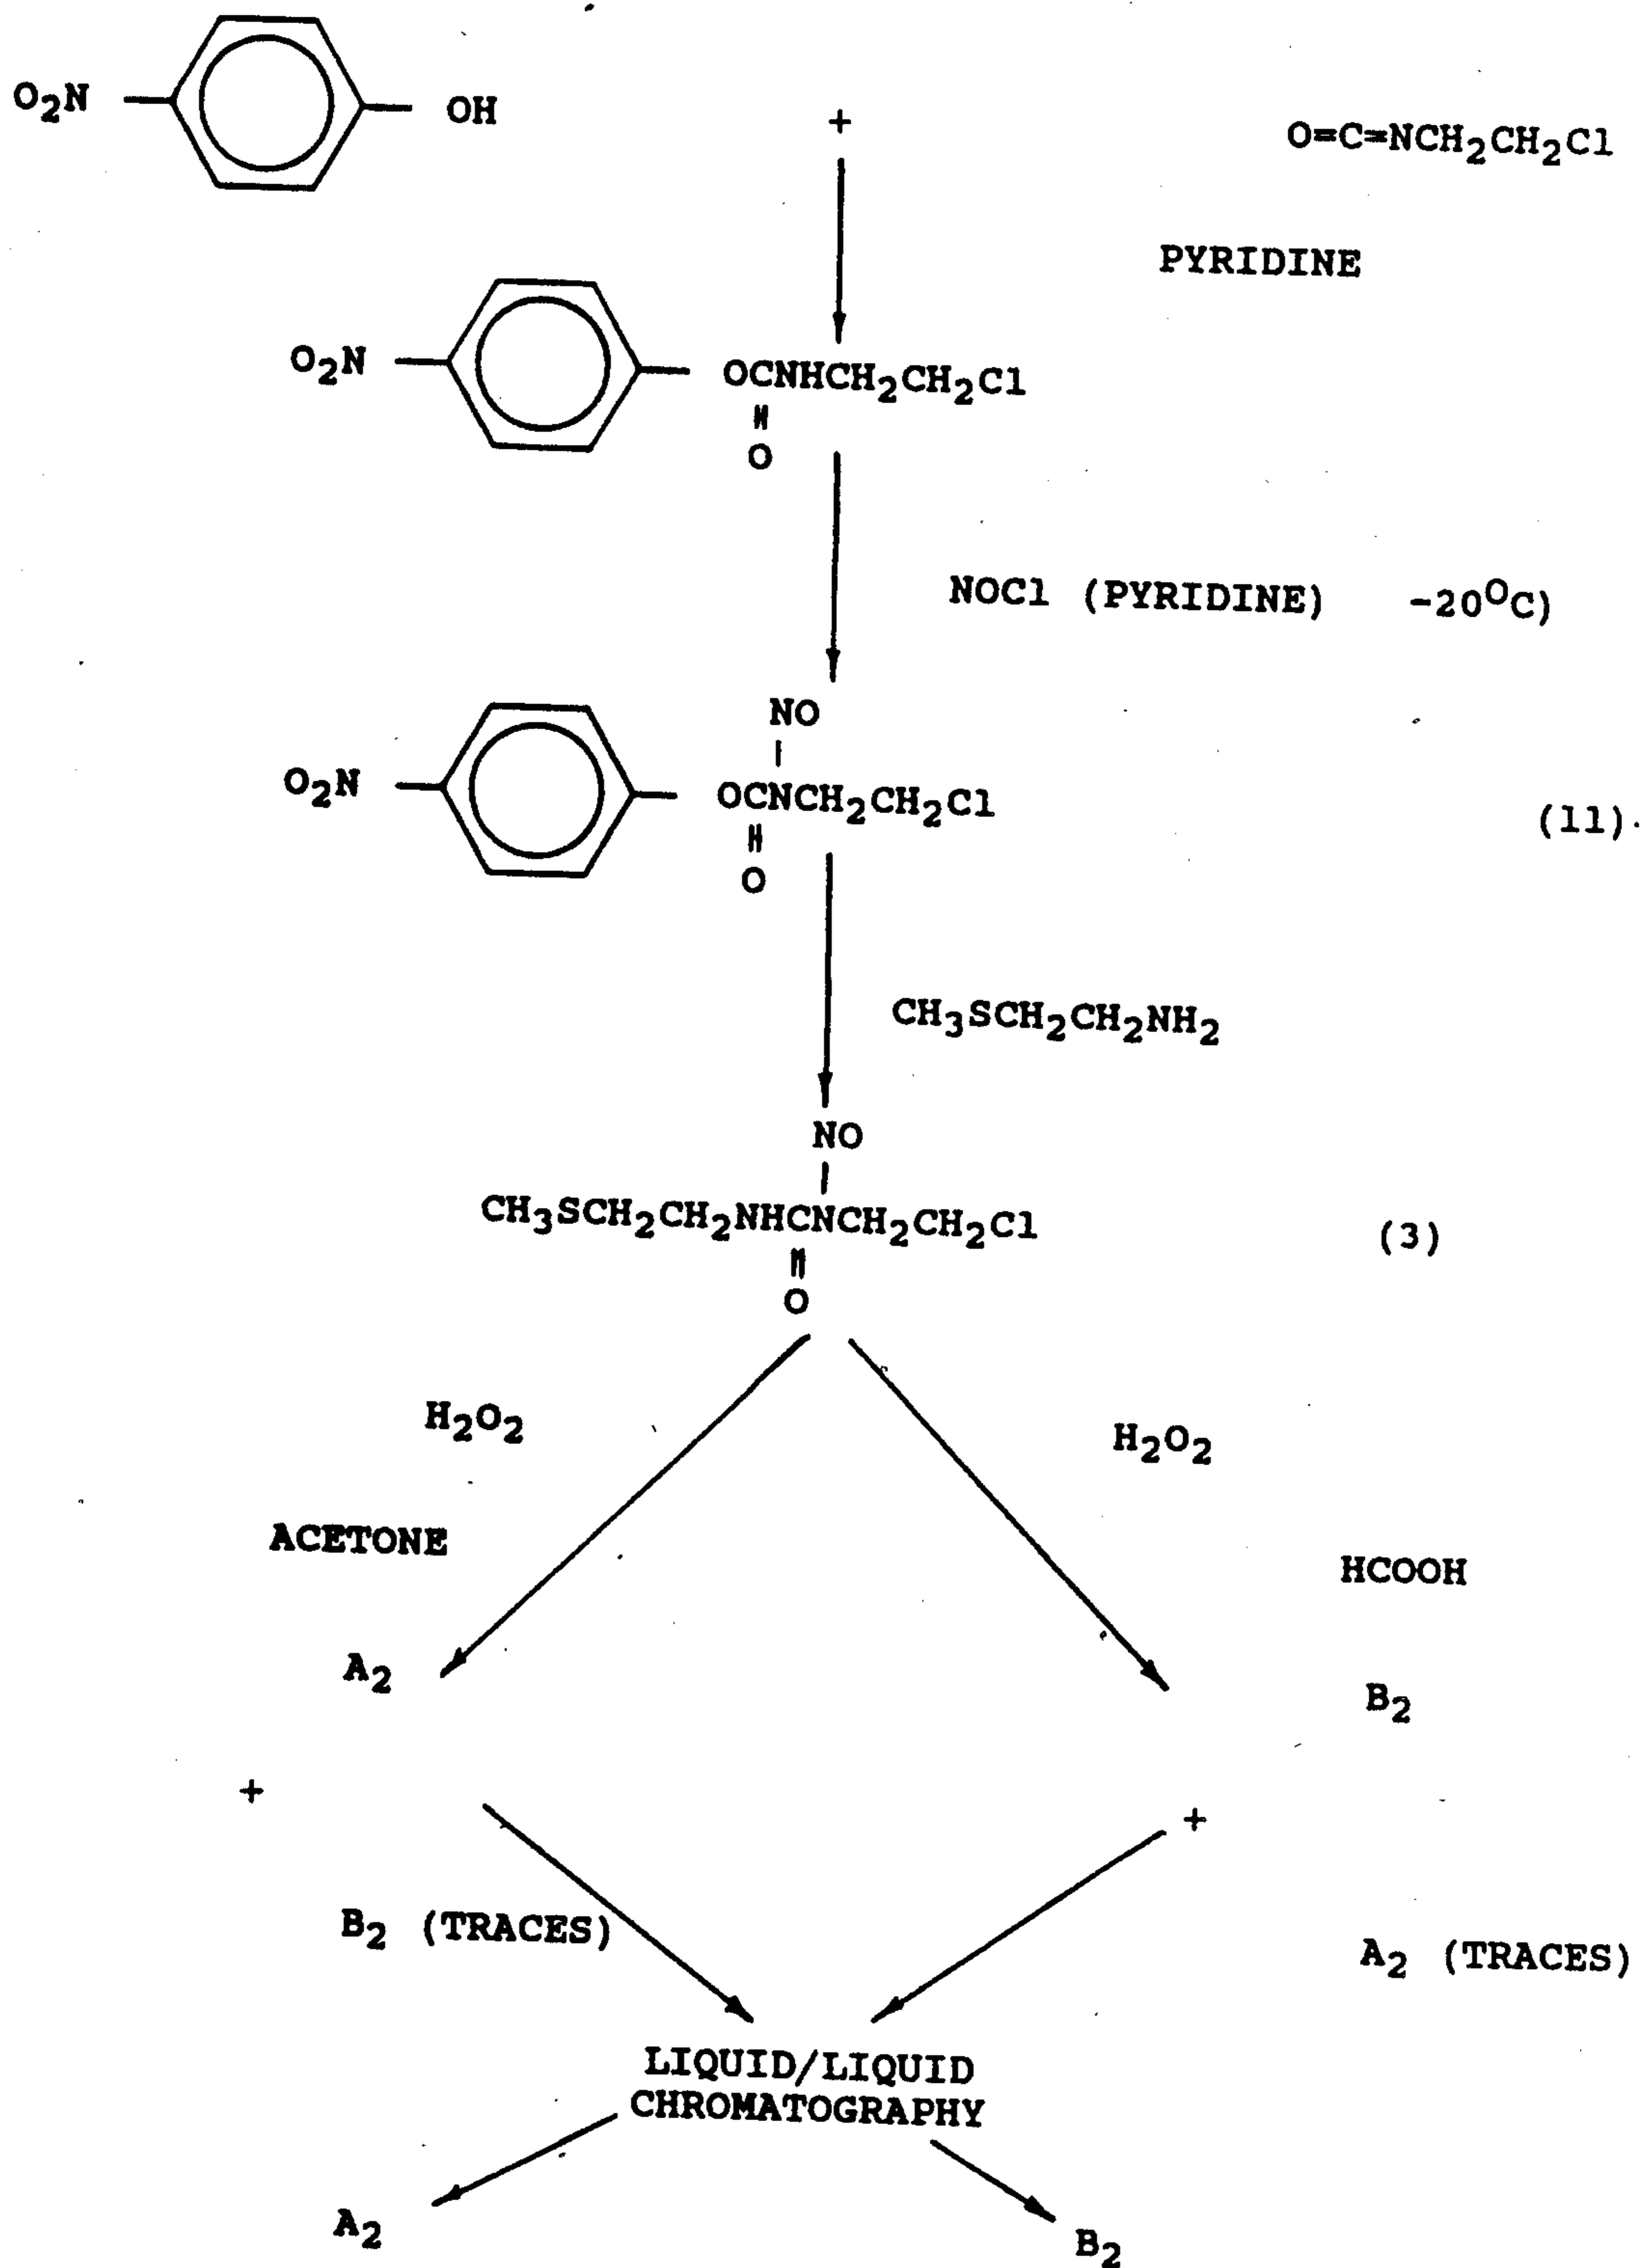 O₂N OH
+ O=C=NCH₂CH₂Cl
PYRIDINE
O₂N OCNHCH₂CH₂Cl
O
NOCl (PYRIDINE) -20⁰C)
NO
O₂N OCNCH₂CH₂Cl (11).
O
CH₃SCH₂CH₂NH₂
NO
CH₃SCH₂CH₂NHCNCH₂CH₂Cl (3)
O
H₂O₂ H₂O₂
ACETONE HCOOH
A₂ B₂
+ +
B₂ (TRACES) A₂ (TRACES)
LIQUID/LIQUID
CHROMATOGRAPHY
A₂ B₂